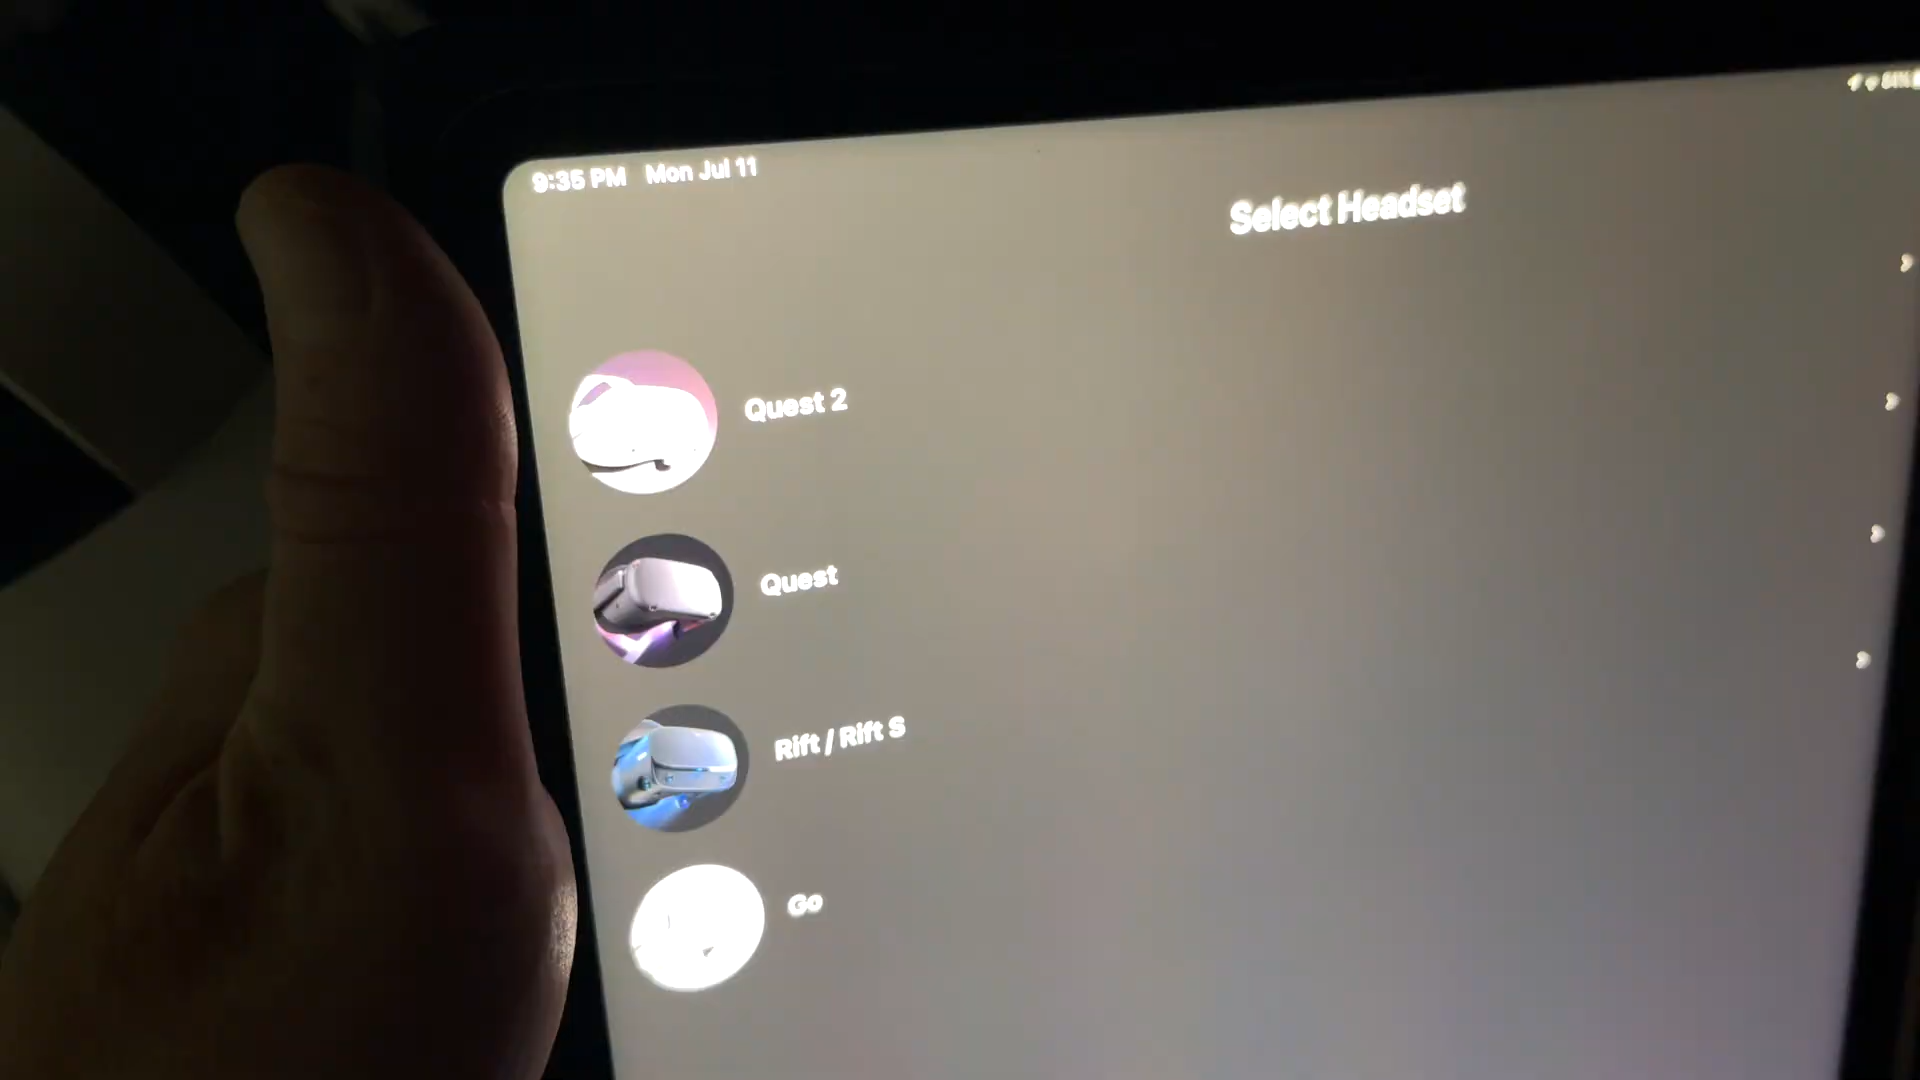 9:35 PM Mon Jul 11
Select Headset
Quest 2
Quest
Rift / Rift S
Go